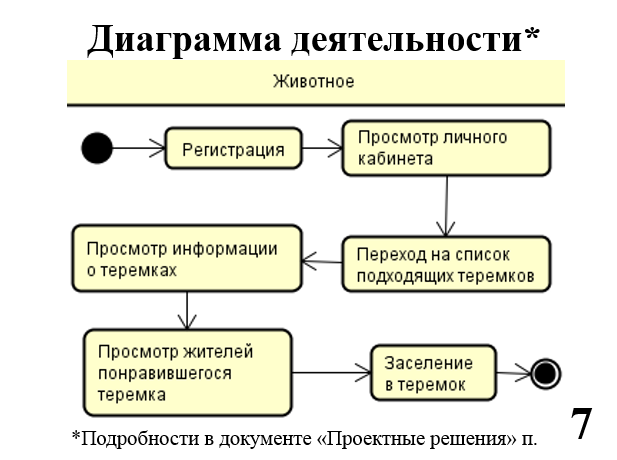 Диаграмма деятельности*
Животное
Регистрация
Просмотр личного
кабинета
Переход на список
подходящих теремков
Просмотр информации
о теремках
Просмотр жителей
понравившегося
теремка
Заселение
в теремок
*Подробности в документе «Проектные решения» п.
7